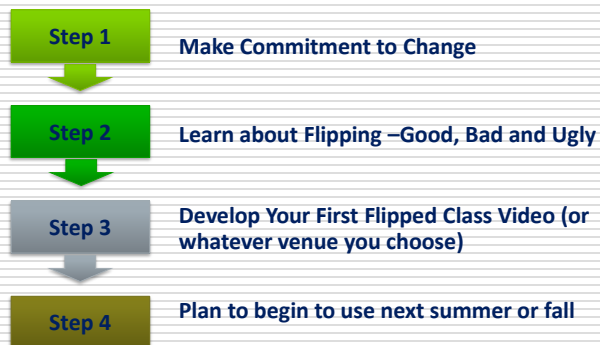 Step 1
Make Commitment to Change
Step 2
Learn about Flipping –Good, Bad and Ugly
Step 3
Develop Your First Flipped Class Video (or
whatever venue you choose)
Step 4
Plan to begin to use next summer or fall